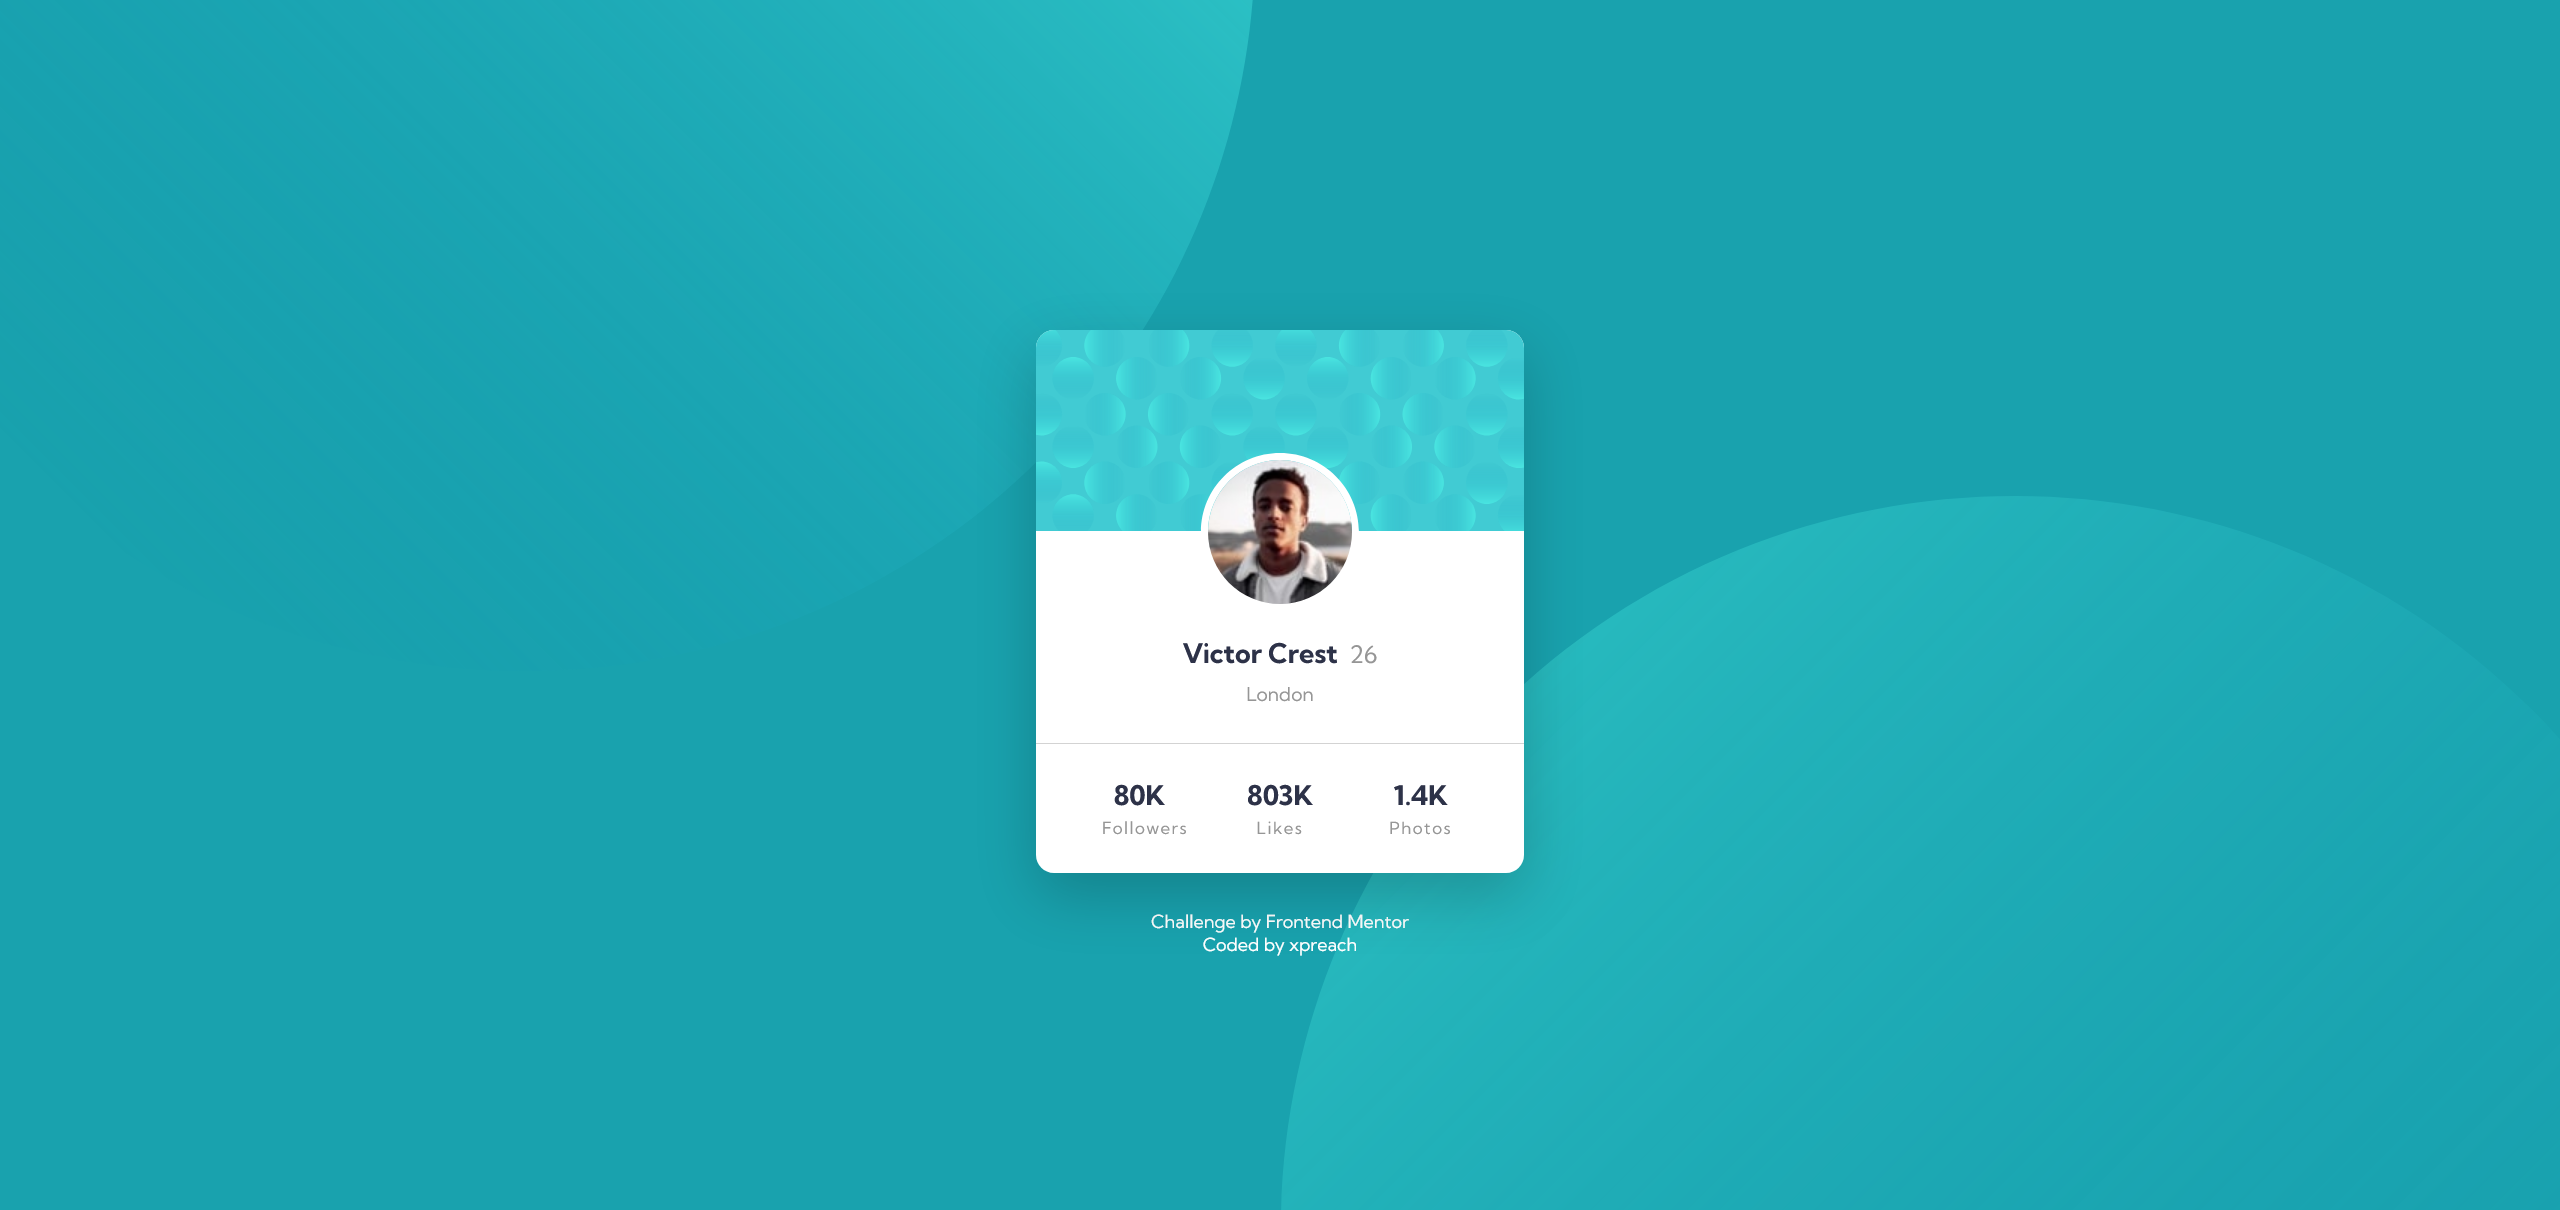 Victor Crest 26
London
80K 803K 1.4K
Followers Likes Photos
Challenge by Frontend Mentor
Coded by xpreach